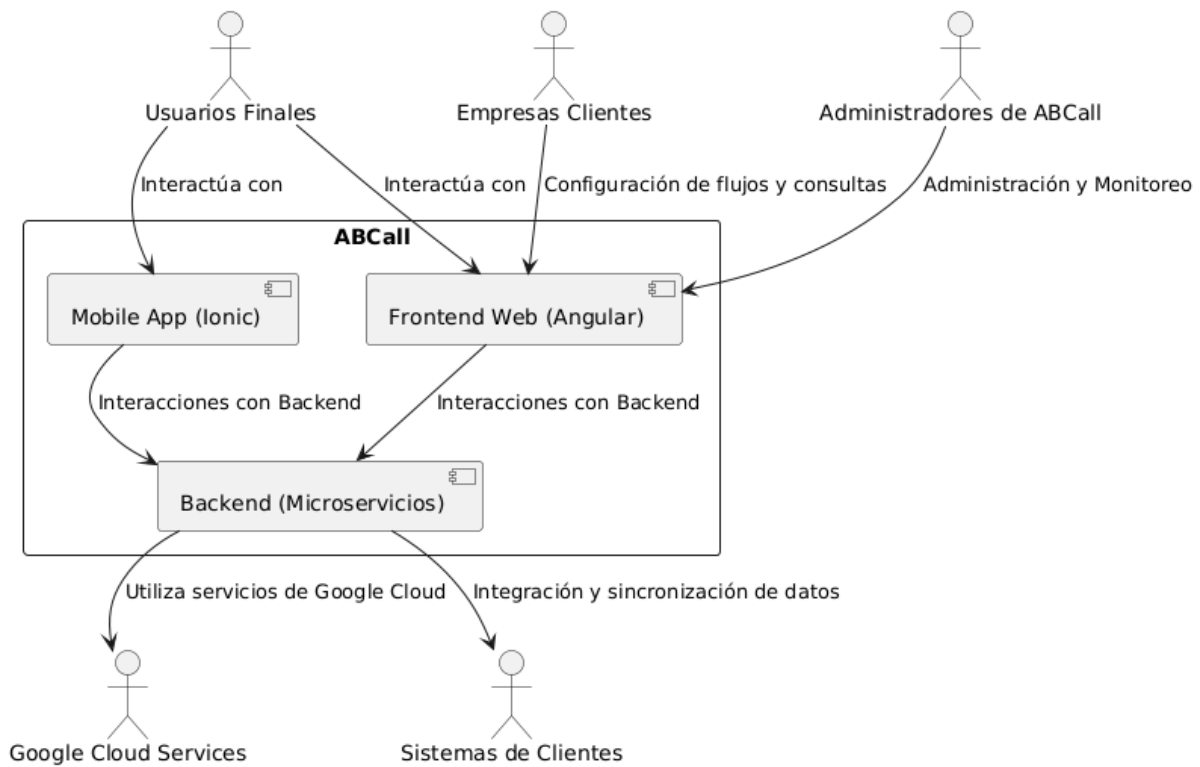 Usuarios Finales
Empresas Clientes
Administradores de ABCall
Interactúa con
Interactúa con
Configuración de flujos y consultas
Administración y Monitoreo
ABCall
Mobile App (Ionic)
Frontend Web (Angular)
Interacciones con Backend
Interacciones con Backend
Backend (Microservicios)
Utiliza servicios de Google Cloud
Integración y sincronización de datos
Google Cloud Services
Sistemas de Clientes